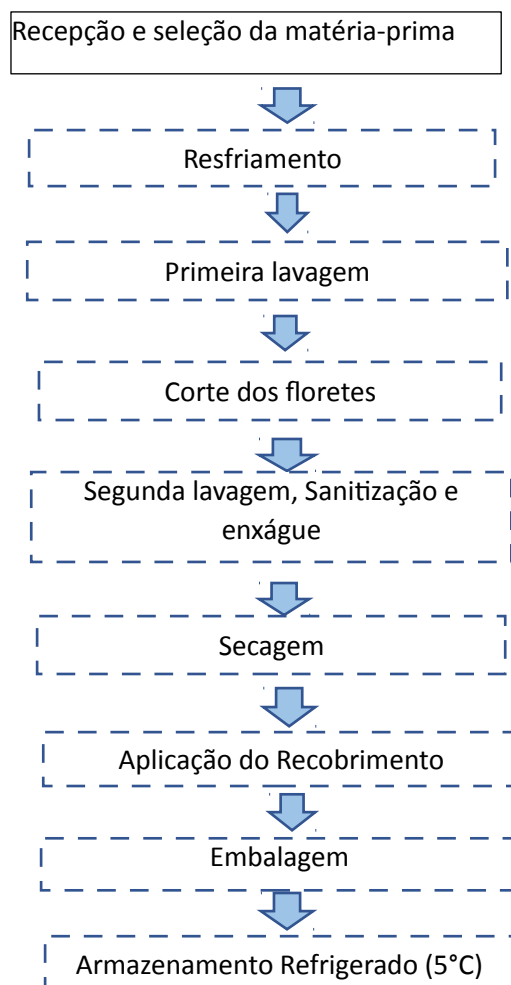 Recepção e seleção da matéria-prima
Resfriamento
Primeira lavagem
Corte dos floretes
Segunda lavagem, Sanitização e
enxágue
Secagem
Aplicação do Recobrimento
Embalagem
Armazenamento Refrigerado (5°C)